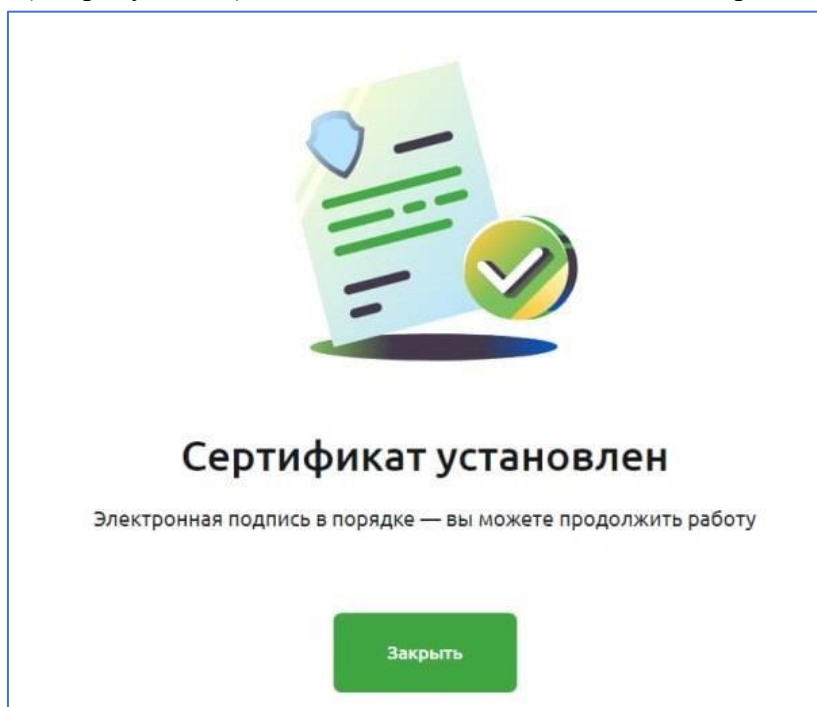 Сертификат установлен
Электронная подпись в порядке — вы можете продолжить работу
Закрыть